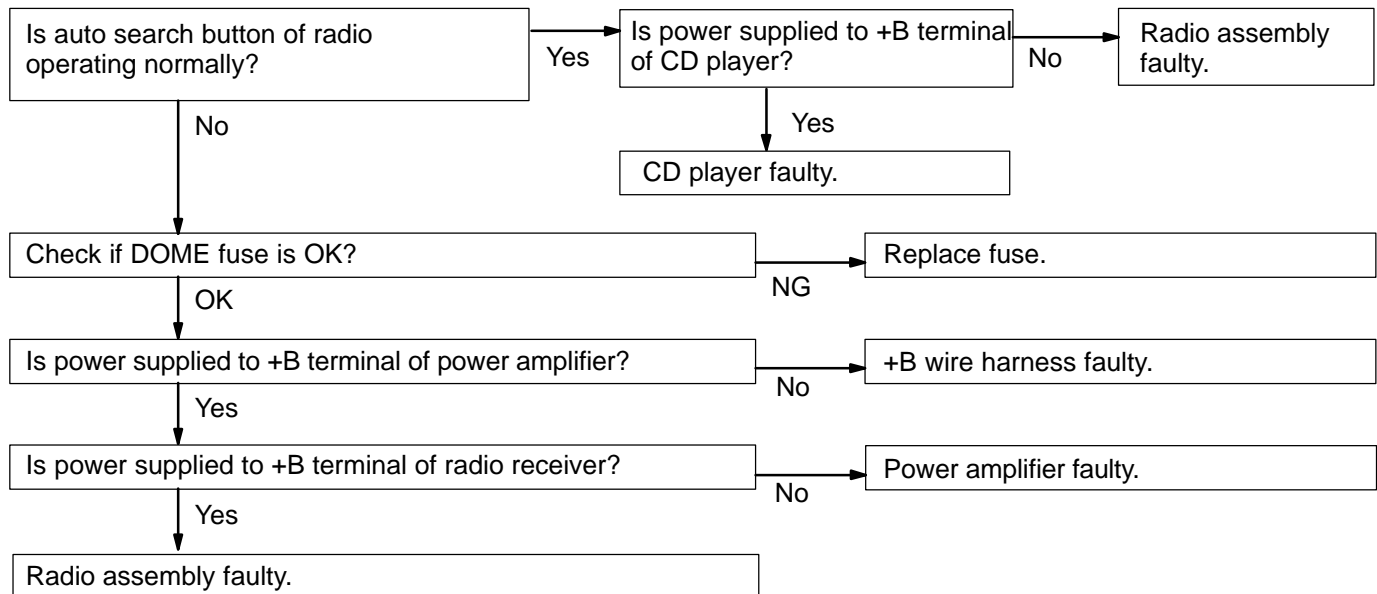 Is auto search button of radio
operating normally?
Yes
Is power supplied to +B terminal
of CD player?
No
Radio assembly
faulty.
Yes
CD player faulty.
No
Check if DOME fuse is OK?
NG
Replace fuse.
OK
Is power supplied to +B terminal of power amplifier?
No
+B wire harness faulty.
Yes
Is power supplied to +B terminal of radio receiver?
No
Power amplifier faulty.
Yes
Radio assembly faulty.